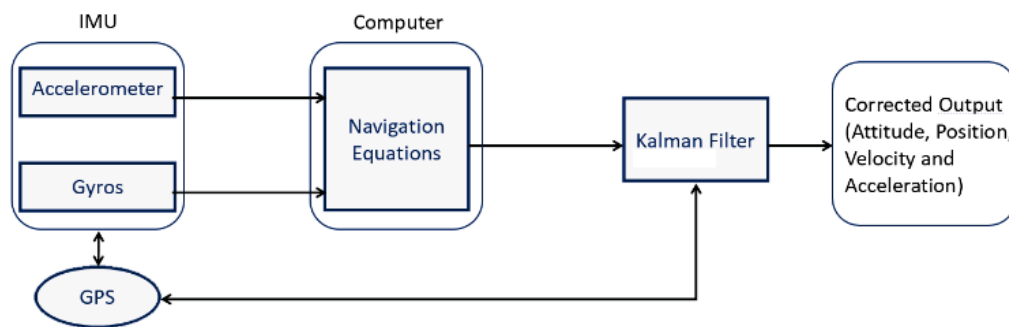 IMU
Computer
Accelerometer
Gyros
Navigation
Equations
Kalman Filter
Corrected Output
(Attitude, Position,
Velocity and
Acceleration)
GPS